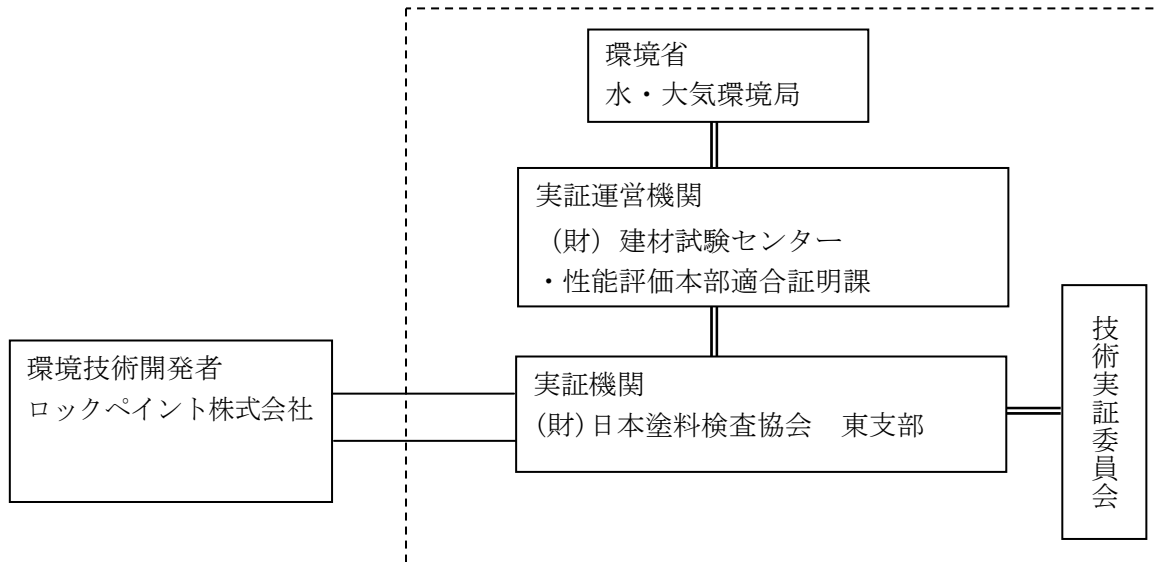 環境省
水・大気環境局
実証運営機関
（財）建材試験センター
・性能評価本部適合証明課
環境技術開発者
ロックペイント株式会社
実証機関
(財)日本塗料検査協会　東支部
技術実証委員会